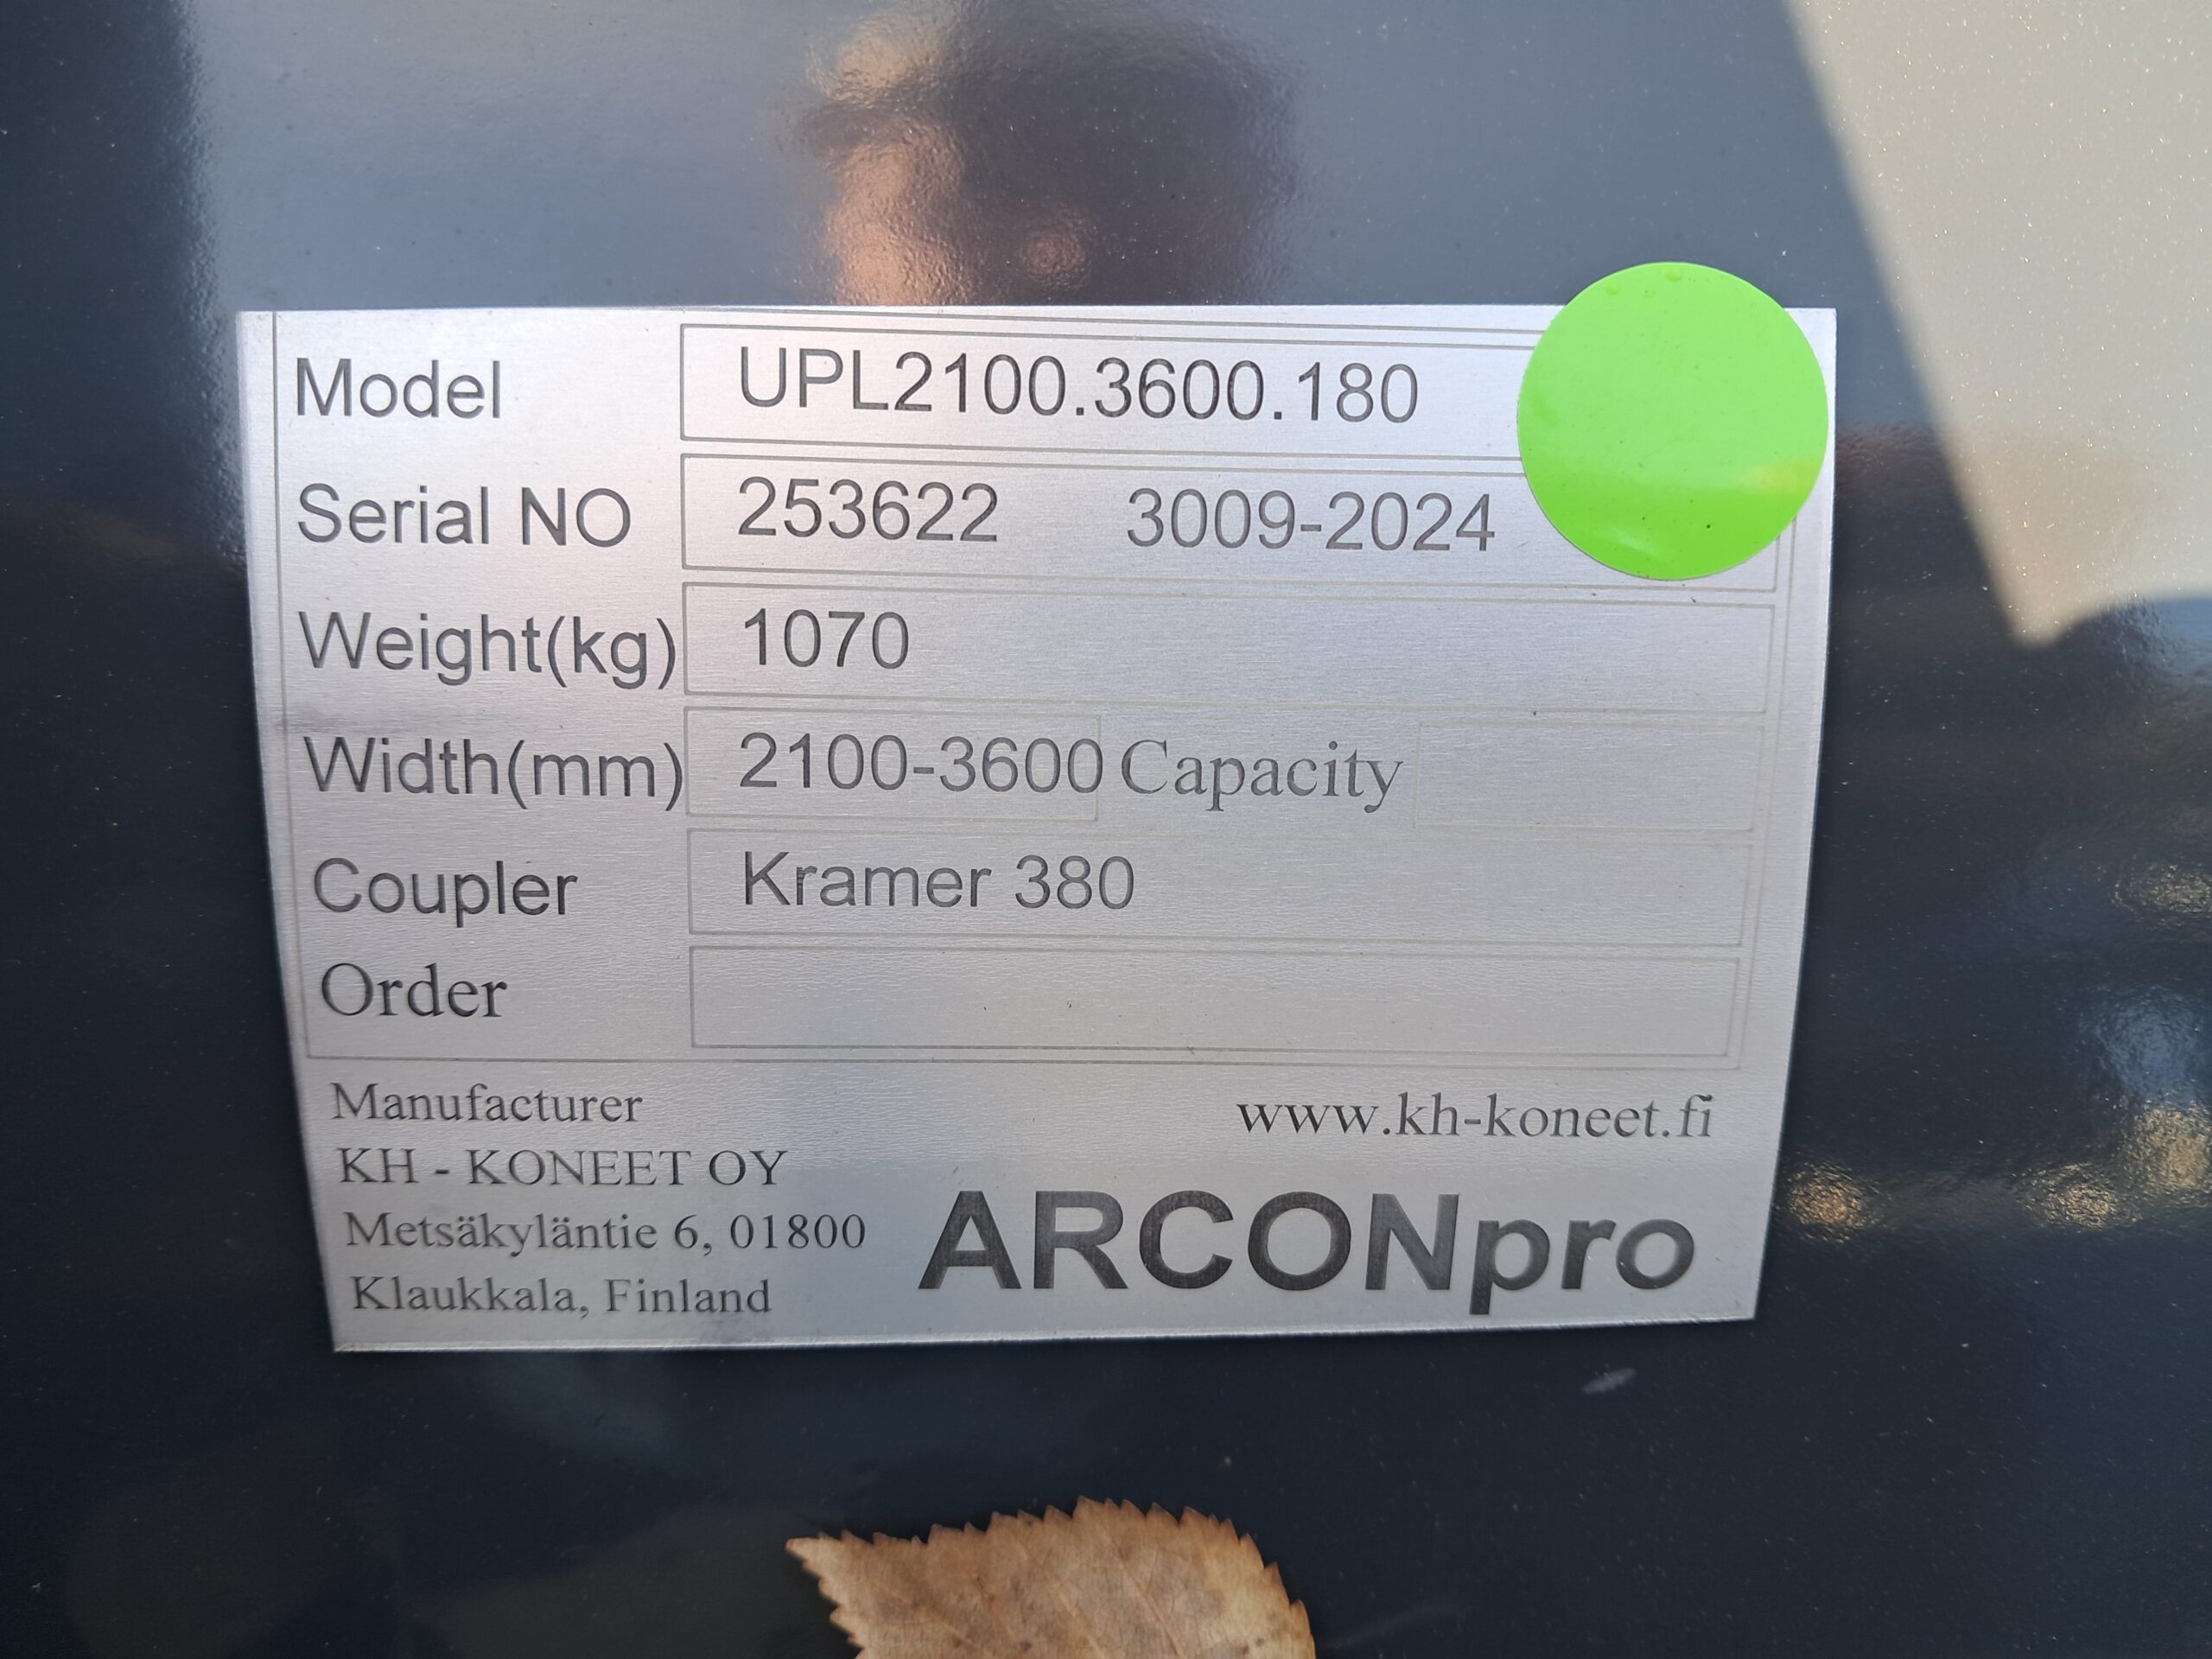 Model UPL2100.3600.180
Serial NO 253622 3009-2024
Weight(kg) 1070
Width(mm) 2100-3600 Capacity
Coupler Kramer 380
Order
Manufacturer www.kh-koneet.fi
KH - KONEET OY
Metsäkyläntie 6, 01800
Klaukkala, Finland
ARCONpro